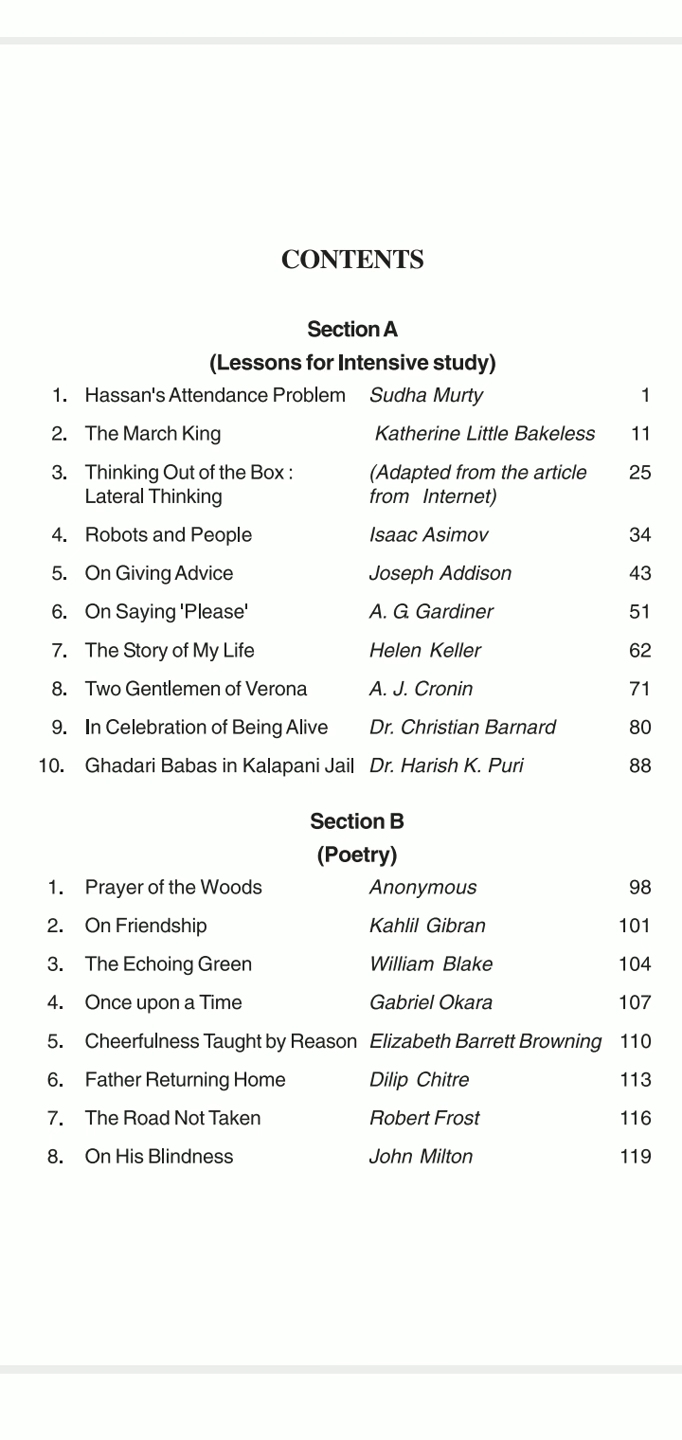 CONTENTS
Section A
(Lessons for Intensive study)
1. Hassan's Attendance Problem Sudha Murty 1
2. The March King Katherine Little Bakeless 11
3. Thinking Out of the Box : (Adapted from the article 25
Lateral Thinking from Internet)
4. Robots and People Isaac Asimov 34
5. On Giving Advice Joseph Addison 43
6. On Saying 'Please' A. G. Gardiner 51
7. The Story of My Life Helen Keller 62
8. Two Gentlemen of Verona A. J. Cronin 71
9. In Celebration of Being Alive Dr. Christian Barnard 80
10. Ghadari Babas in Kalapani Jail Dr. Harish K. Puri 88
Section B
(Poetry)
1. Prayer of the Woods Anonymous 98
2. On Friendship Kahlil Gibran 101
3. The Echoing Green William Blake 104
4. Once upon a Time Gabriel Okara 107
5. Cheerfulness Taught by Reason Elizabeth Barrett Browning 110
6. Father Returning Home Dilip Chitre 113
7. The Road Not Taken Robert Frost 116
8. On His Blindness John Milton 119